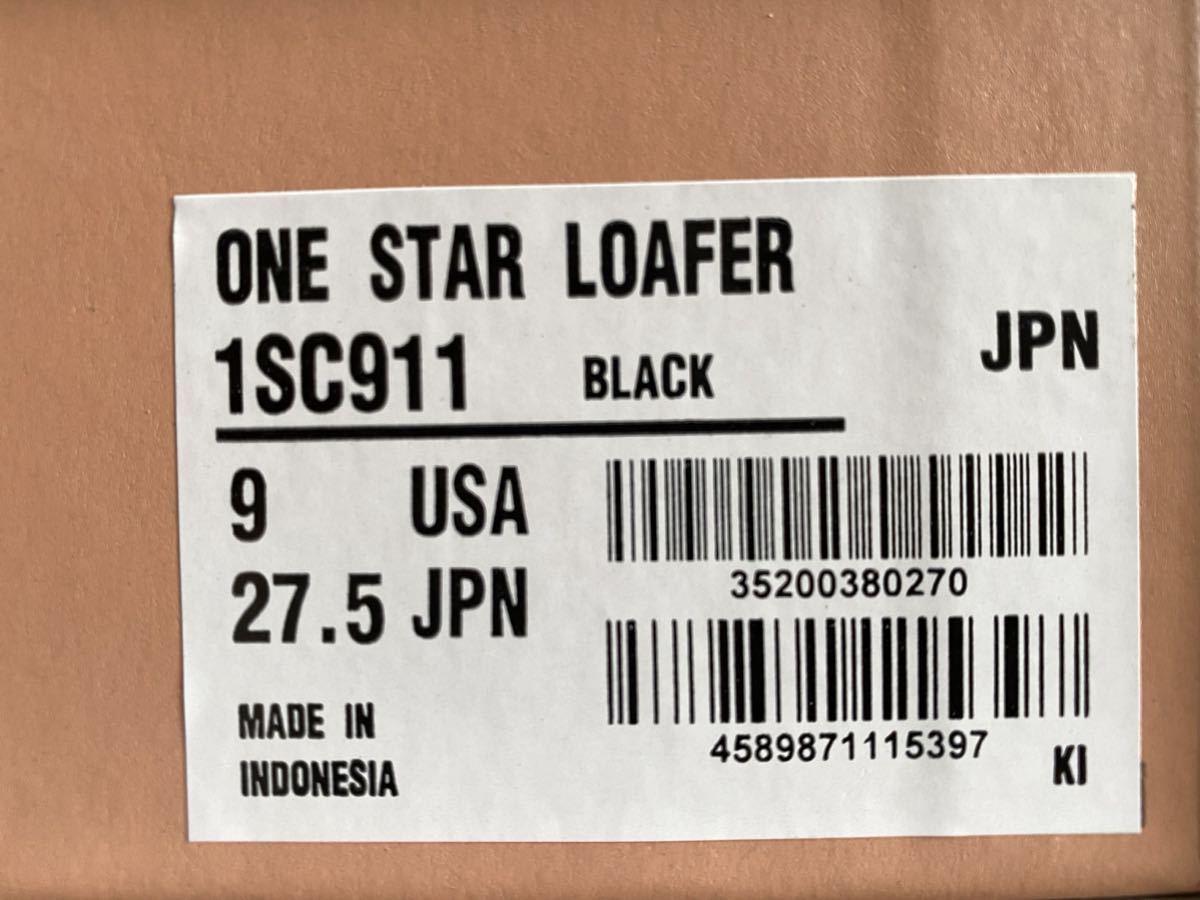 ONE STAR LOAFER
1SC911 BLACK JPN
9 USA
27.5 JPN
35200380270
4589871115397
MADE IN
INDONESIA
KI